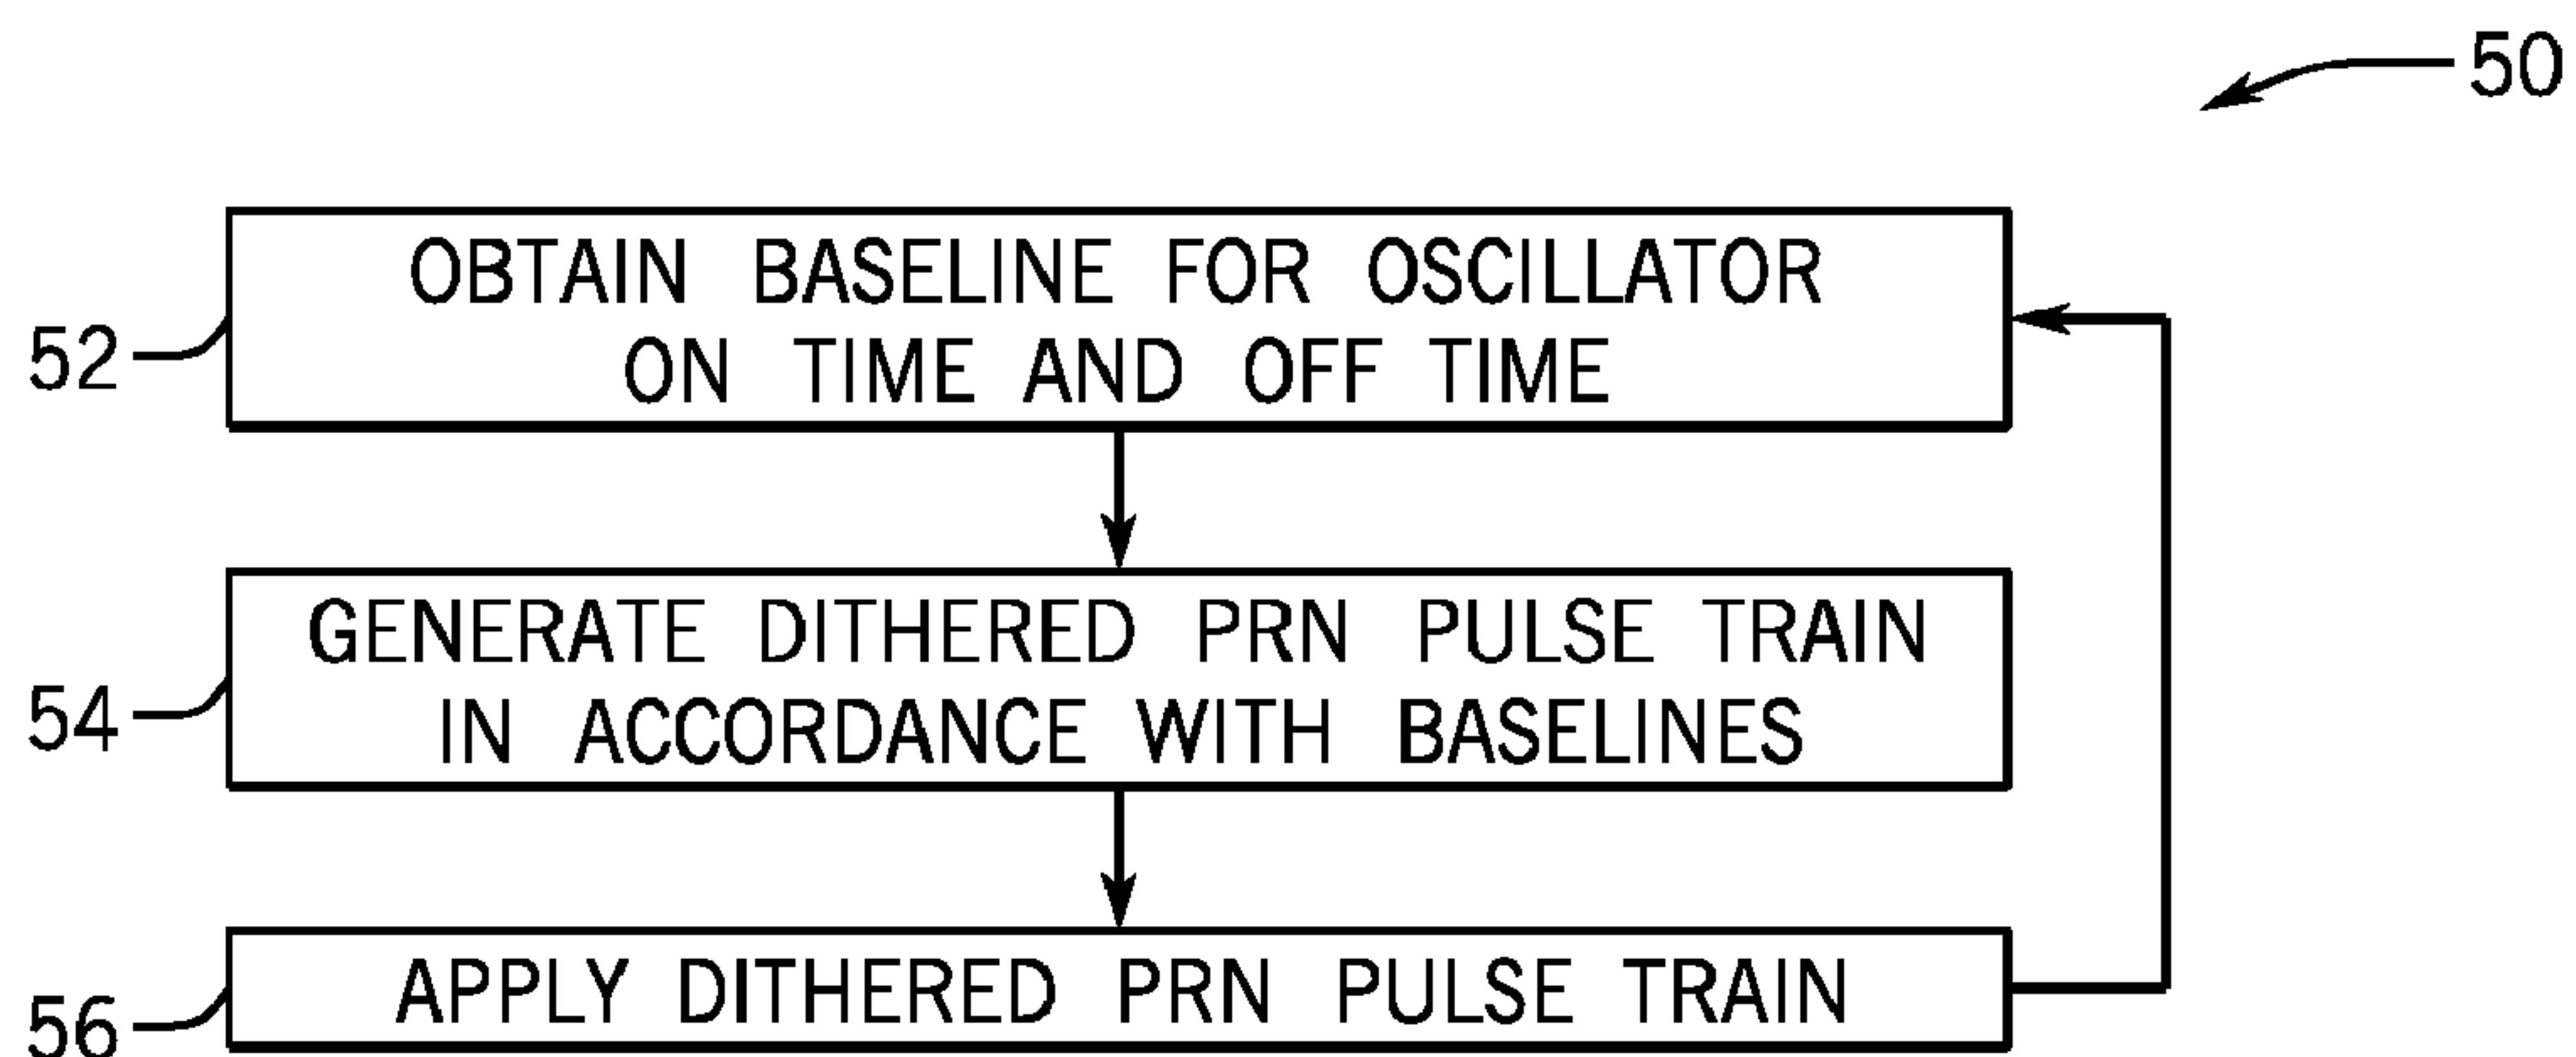 50
52
OBTAIN BASELINE FOR OSCILLATOR
ON TIME AND OFF TIME
54
GENERATE DITHERED PRN PULSE TRAIN
IN ACCORDANCE WITH BASELINES
56
APPLY DITHERED PRN PULSE TRAIN